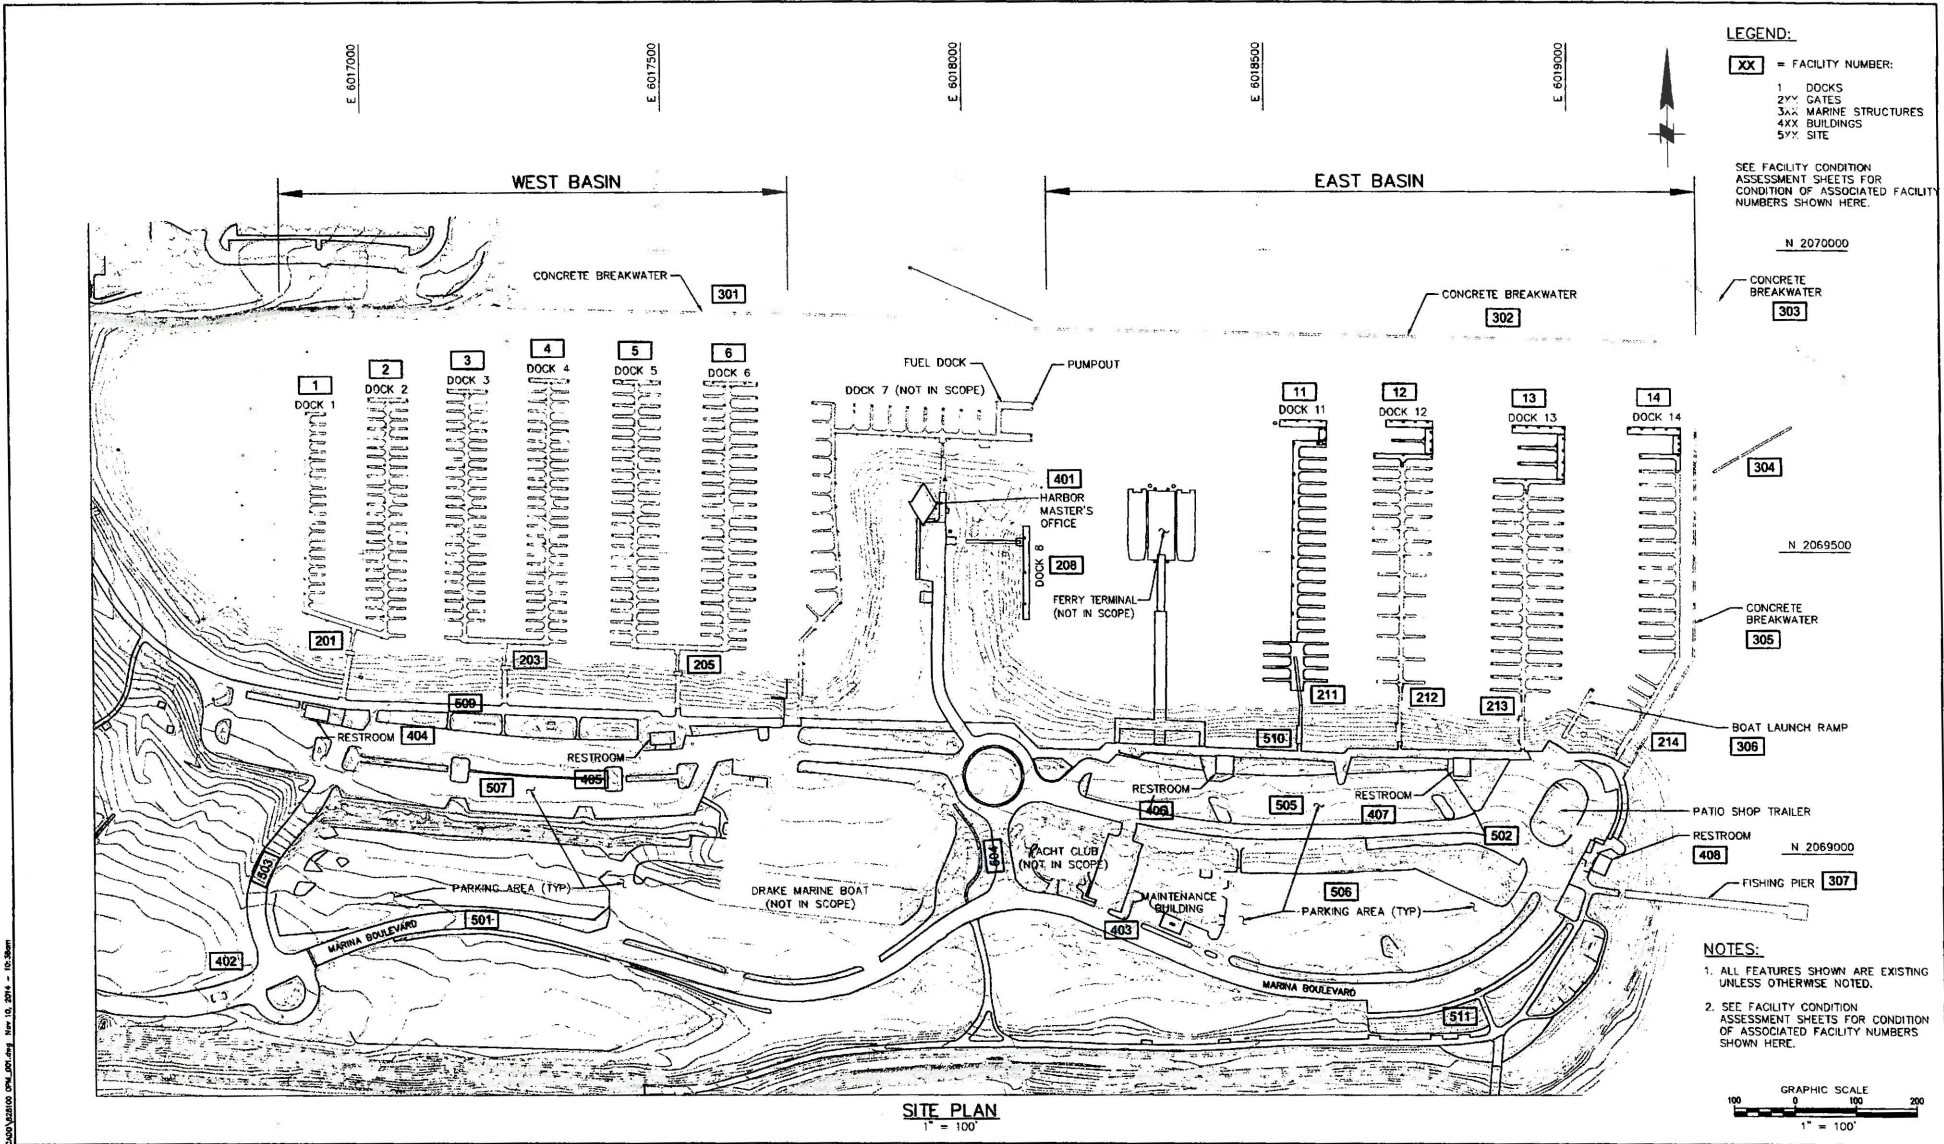 LEGEND:
XX = FACILITY NUMBER:
1 DOCKS
2XX GATES
3XX MARINE STRUCTURES
4XX BUILDINGS
5XX SITE
SEE FACILITY CONDITION
ASSESSMENT SHEETS FOR
CONDITION OF ASSOCIATED FACILITY
NUMBERS SHOWN HERE.
E 6017000
E 6017500
E 6018000
E 6018500
E 6019000
N 2070000
N 2069500
N 2069000
WEST BASIN
EAST BASIN
CONCRETE BREAKWATER
301
CONCRETE BREAKWATER
302
CONCRETE
BREAKWATER
303
1
DOCK 1
2
DOCK 2
3
DOCK 3
4
DOCK 4
5
DOCK 5
6
DOCK 6
FUEL DOCK
PUMPOUT
DOCK 7 (NOT IN SCOPE)
11
DOCK 11
12
DOCK 12
13
DOCK 13
14
DOCK 14
304
401
HARBOR
MASTER'S
OFFICE
DOCK 8
208
FERRY TERMINAL
(NOT IN SCOPE)
CONCRETE
BREAKWATER
305
201
203
205
211
212
213
214
BOAT LAUNCH RAMP
306
509
510
RESTROOM
404
RESTROOM
405
507
RESTROOM
406
505
RESTROOM
407
502
PATIO SHOP TRAILER
RESTROOM
408
FISHING PIER
307
503
504
YACHT CLUB
(NOT IN SCOPE)
PARKING AREA (TYP)
DRAKE MARINE BOAT
(NOT IN SCOPE)
MAINTENANCE
BUILDING
506
PARKING AREA (TYP)
501
MARINA BOULEVARD
403
402
MARINA BOULEVARD
511
NOTES:
1. ALL FEATURES SHOWN ARE EXISTING
UNLESS OTHERWISE NOTED.
2. SEE FACILITY CONDITION
ASSESSMENT SHEETS FOR CONDITION
OF ASSOCIATED FACILITY NUMBERS
SHOWN HERE.
SITE PLAN
1" = 100'
GRAPHIC SCALE
100 0 100 200
1" = 100'
Nov 10, 2014 - 10:36am